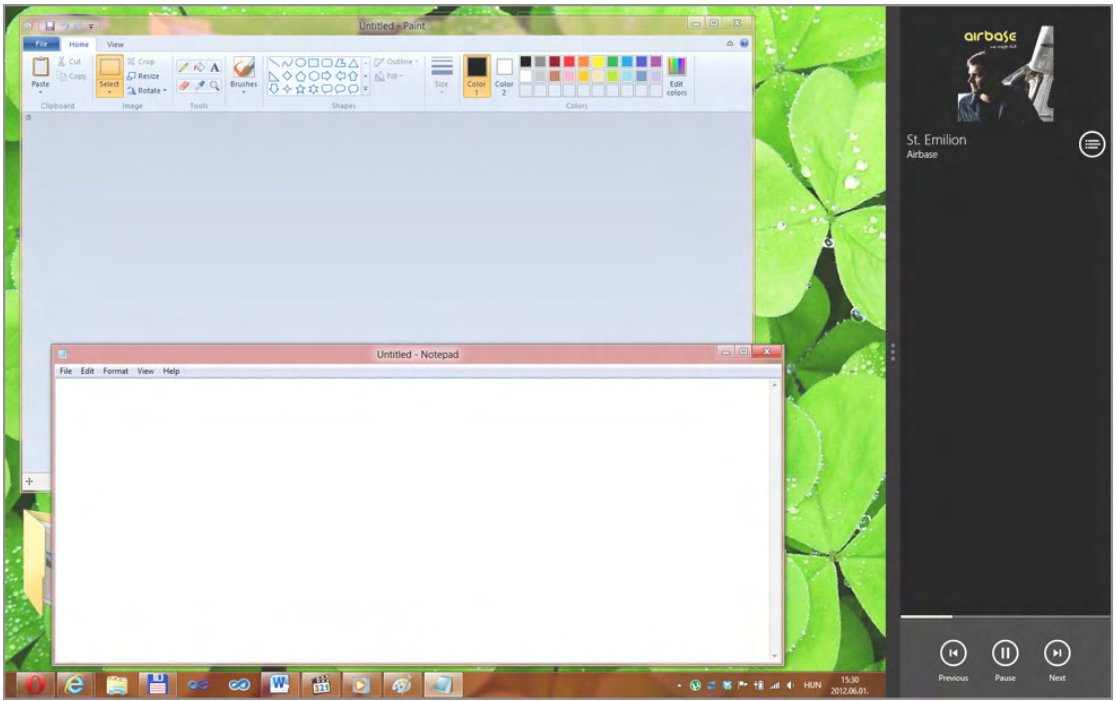 Untitled - Paint
File Home View
Paste
Cut
Copy
Clipboard
Select
Crop
Resize
Rotate
Image
A
Tools
Brushes
Outline
Fill
Shapes
Size
Color
1
Color
2
Edit
colors
Colors
Untitled - Notepad
File Edit Format View Help
airbase
St. Emilion
Airbase
Previous Pause Next
W
321
HUN
15:30
2012.06.01.